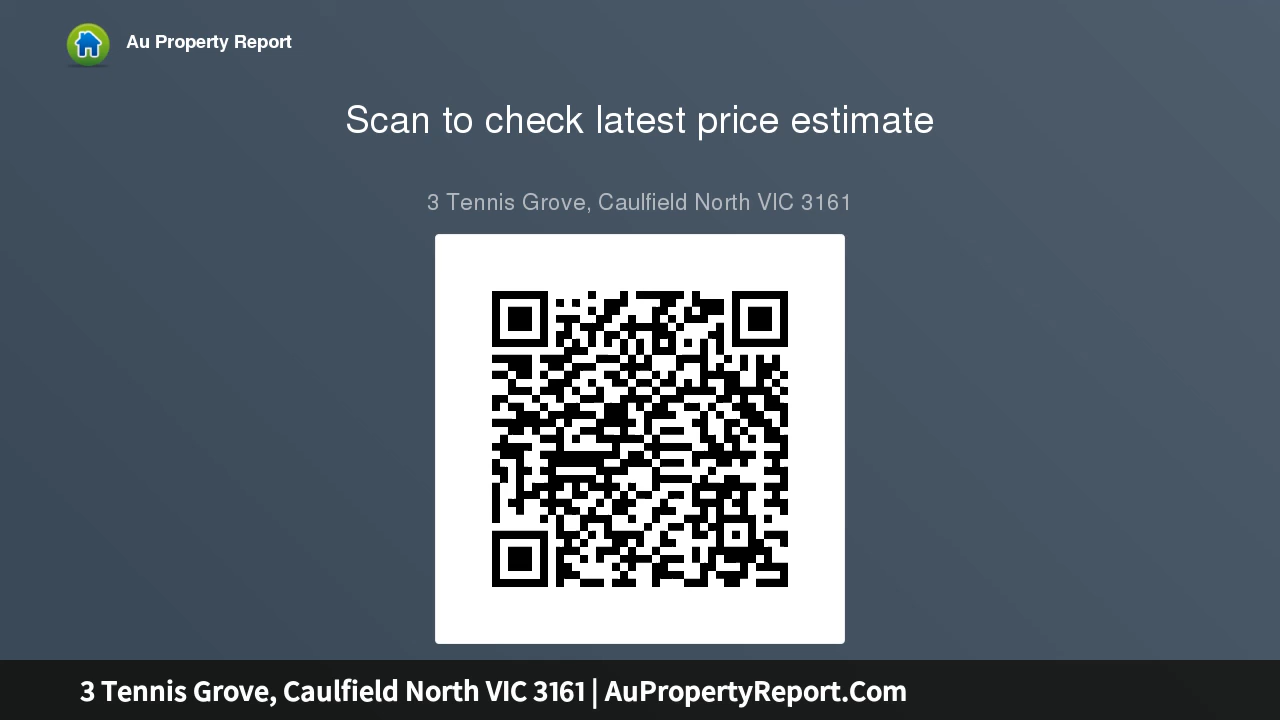 Au Property Report
Scan to check latest price estimate
3 Tennis Grove, Caulfield North VIC 3161
3 Tennis Grove, Caulfield North VIC 3161 | AuPropertyReport.Com